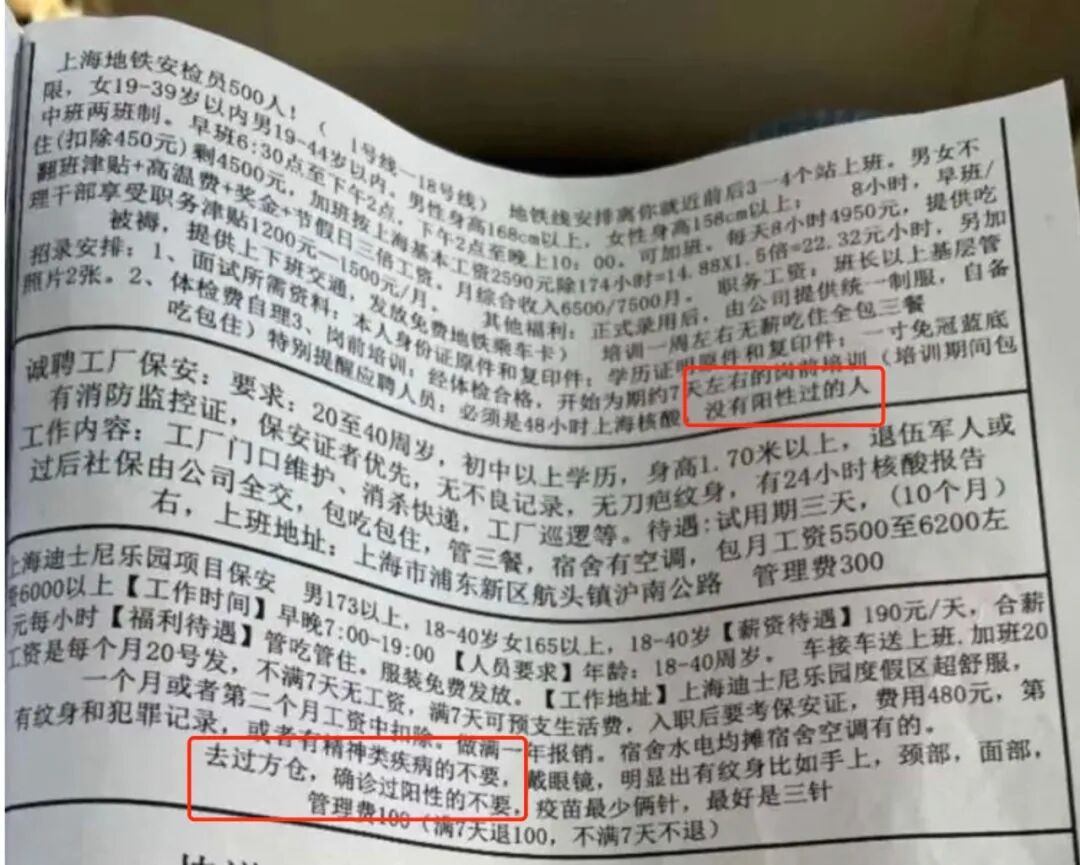 上海地铁安检员500人!( 1号线-18号线) 地铁线安排离你就近前后3一4个站上班。男女不
限,女19-39岁以内男19-44岁以内。男性身高168cm以上,女性身高158cm以上; 8小时,早班/
中班两班制。早班6:30点至下午2点,下午2点至晚上10:00。可加班。每天8小时4950元,提供吃
住(扣除450元)剩4500元,加班按上海基本工资2590元除174小时=14.88X1.5倍=22.32元小时,另加
翻班津贴+高温费+奖金+节假日三倍工资。月综合收入6500/7500月。 职务工资:班长以上基层管
理干部享受职务津贴1200元一1500元/月。 其他福利:正式录用后,由公司提供统一制服,自备
被褥,提供上下班交通,发放免费地铁乘车卡) 培训一周左右无薪吃住全包三餐
招录安排:1、面试所需资料:本人身份证原件和复印件;学历证明原件和复印件;一寸免冠蓝底
照片2张。2、体检费自理3、岗前培训:经体检合格,开始为期约7天左右的岗前培训(培训期间包
吃包住)特别提醒应聘人员:必须是48小时上海核酸 没有阳性过的人
诚聘工厂保安:要求:20至40周岁,初中以上学历,身高1.70米以上,退伍军人或
有消防监控证,保安证者优先,无不良记录,无刀疤纹身,有24小时核酸报告
工作内容:工厂门口维护、消杀快递,工厂巡逻等。待遇:试用期三天,(10个月)
过后社保由公司全交,包吃包住,管三餐,宿舍有空调,包月工资5500至6200左
右,上班地址:上海市浦东新区航头镇沪南公路 管理费300
上海迪士尼乐园项目保安 男173以上,18-40岁女165以上,18-40岁【薪资待遇】190元/天,合薪
资6000以上【工作时间】早晚7:00-19:00【人员要求】年龄:18-40周岁。 车接车送上班.加班20
元每小时【福利待遇】管吃管住。服装免费发放。【工作地址】上海迪士尼乐园度假区超舒服,
工资是每个月20号发,不满7天无工资,满7天可预支生活费,入职后要考保安证,费用480元,第
一个月或者第二个月工资中扣除。做满一年报销。宿舍水电均摊宿舍空调有的。
有纹身和犯罪记录,或者有精神类疾病的不要,戴眼镜,明显出有纹身比如手上,颈部,面部,
去过方仓,确诊过阳性的不要,疫苗最少俩针,最好是三针
管理费100(满7天退100,不满7天不退)